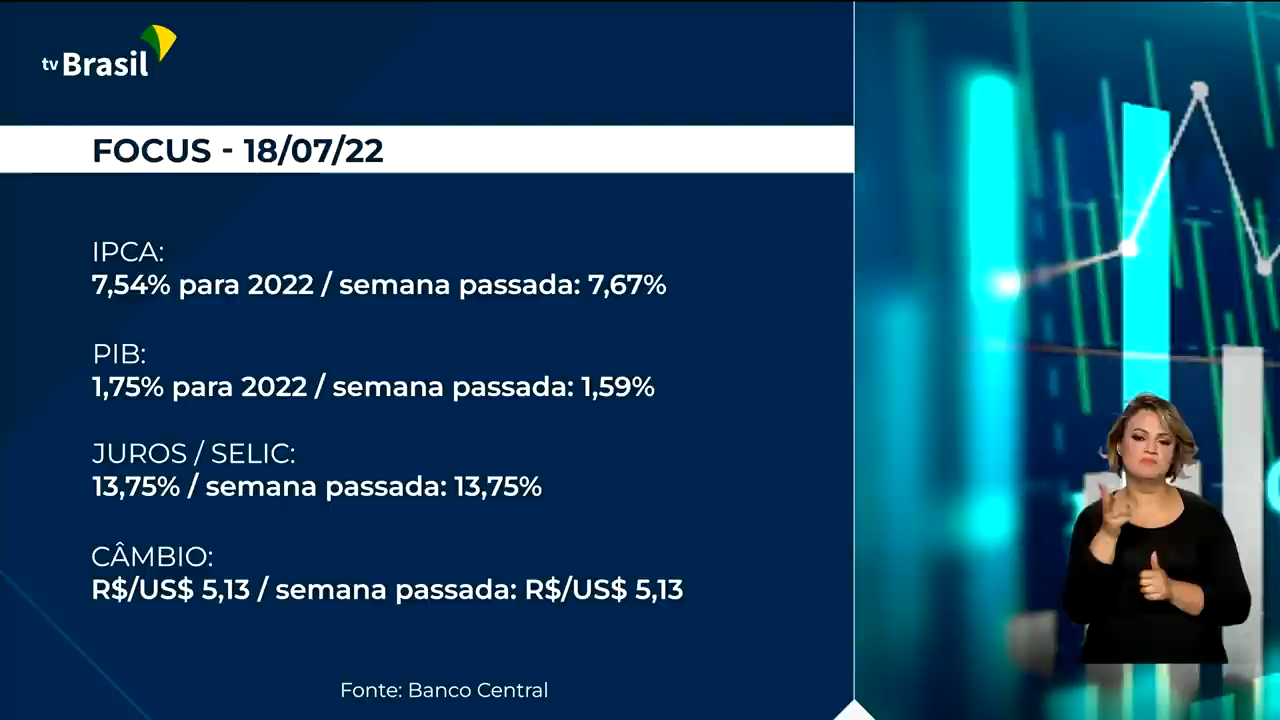 tv Brasil
FOCUS - 18/07/22
IPCA:
7,54% para 2022 / semana passada: 7,67%
PIB:
1,75% para 2022 / semana passada: 1,59%
JUROS / SELIC:
13,75% / semana passada: 13,75%
CÂMBIO:
R$/US$ 5,13 / semana passada: R$/US$ 5,13
Fonte: Banco Central